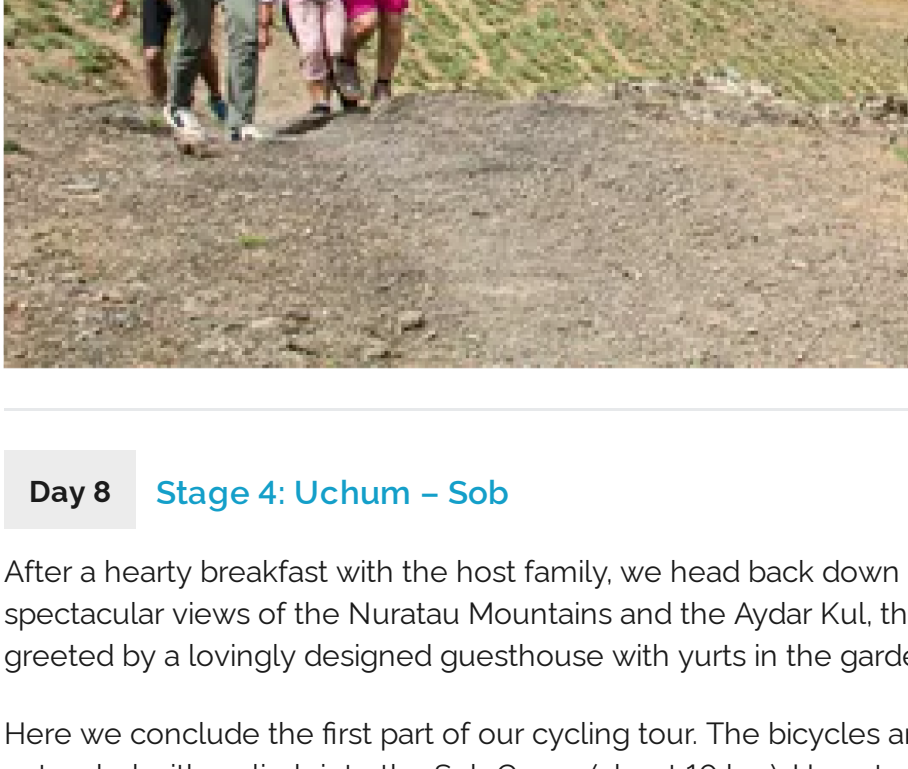 Day 8
Stage 4: Uchum – Sob
After a hearty breakfast with the host family, we head back down
spectacular views of the Nuratau Mountains and the Aydar Kul, th
greeted by a lovingly designed guesthouse with yurts in the garde
Here we conclude the first part of our cycling tour. The bicycles ar